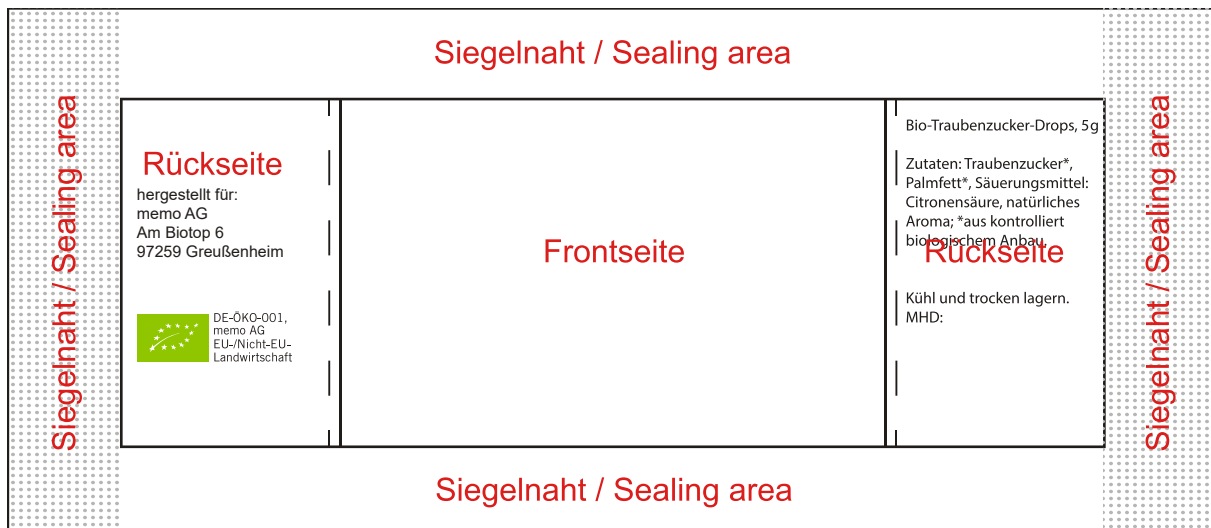 Siegelnaht / Sealing area
Siegelnaht / Sealing area
Rückseite
hergestellt für:
memo AG
Am Biotop 6
97259 Greußenheim
DE-ÖKO-001,
memo AG
EU-/Nicht-EU-
Landwirtschaft
Frontseite
Bio-Traubenzucker-Drops, 5g
Zutaten: Traubenzucker*,
Palmfett*, Säuerungsmittel:
Citronensäure, natürliches
Aroma; *aus kontrolliert
biologischem Anbau.
Rückseite
Kühl und trocken lagern.
MHD:
Siegelnaht / Sealing area
Siegelnaht / Sealing area